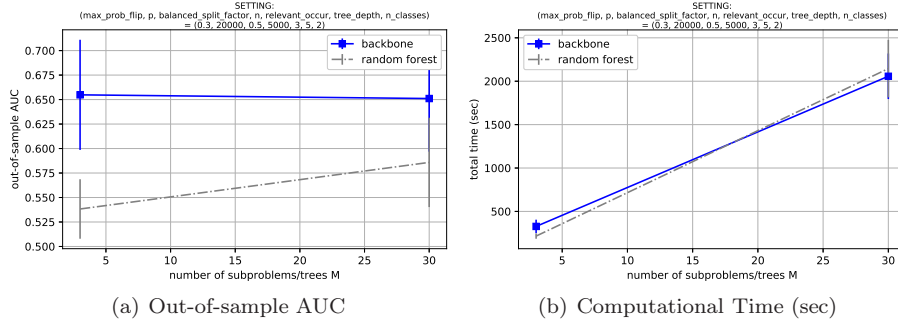 SETTING:
(max_prob_flip, p, balanced_split_factor, n, relevant_occur, tree_depth, n_classes)
= (0.3, 20000, 0.5, 5000, 3, 5, 2)
backbone
random forest
0.700
0.675
0.650
0.625
0.600
0.575
0.550
0.525
0.500
out-of-sample AUC
5 10 15 20 25 30
number of subproblems/trees M
(a) Out-of-sample AUC
SETTING:
(max_prob_flip, p, balanced_split_factor, n, relevant_occur, tree_depth, n_classes)
= (0.3, 20000, 0.5, 5000, 3, 5, 2)
backbone
random forest
2500
2000
1500
1000
500
total time (sec)
5 10 15 20 25 30
number of subproblems/trees M
(b) Computational Time (sec)